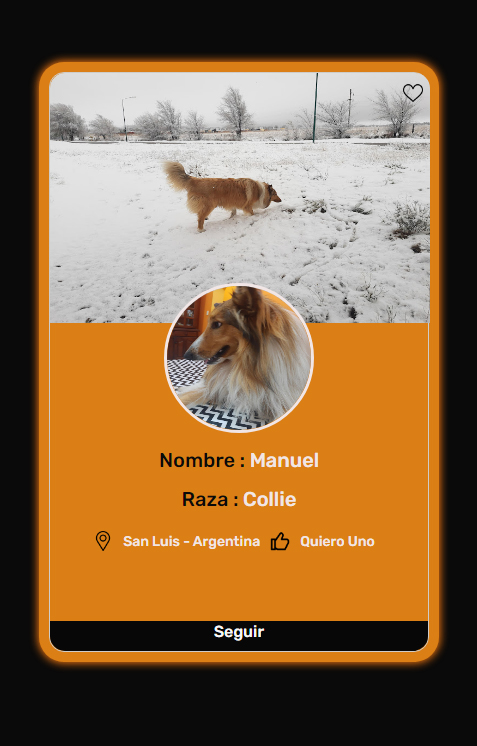 Nombre : Manuel
Raza : Collie
San Luis - Argentina Quiero Uno
Seguir